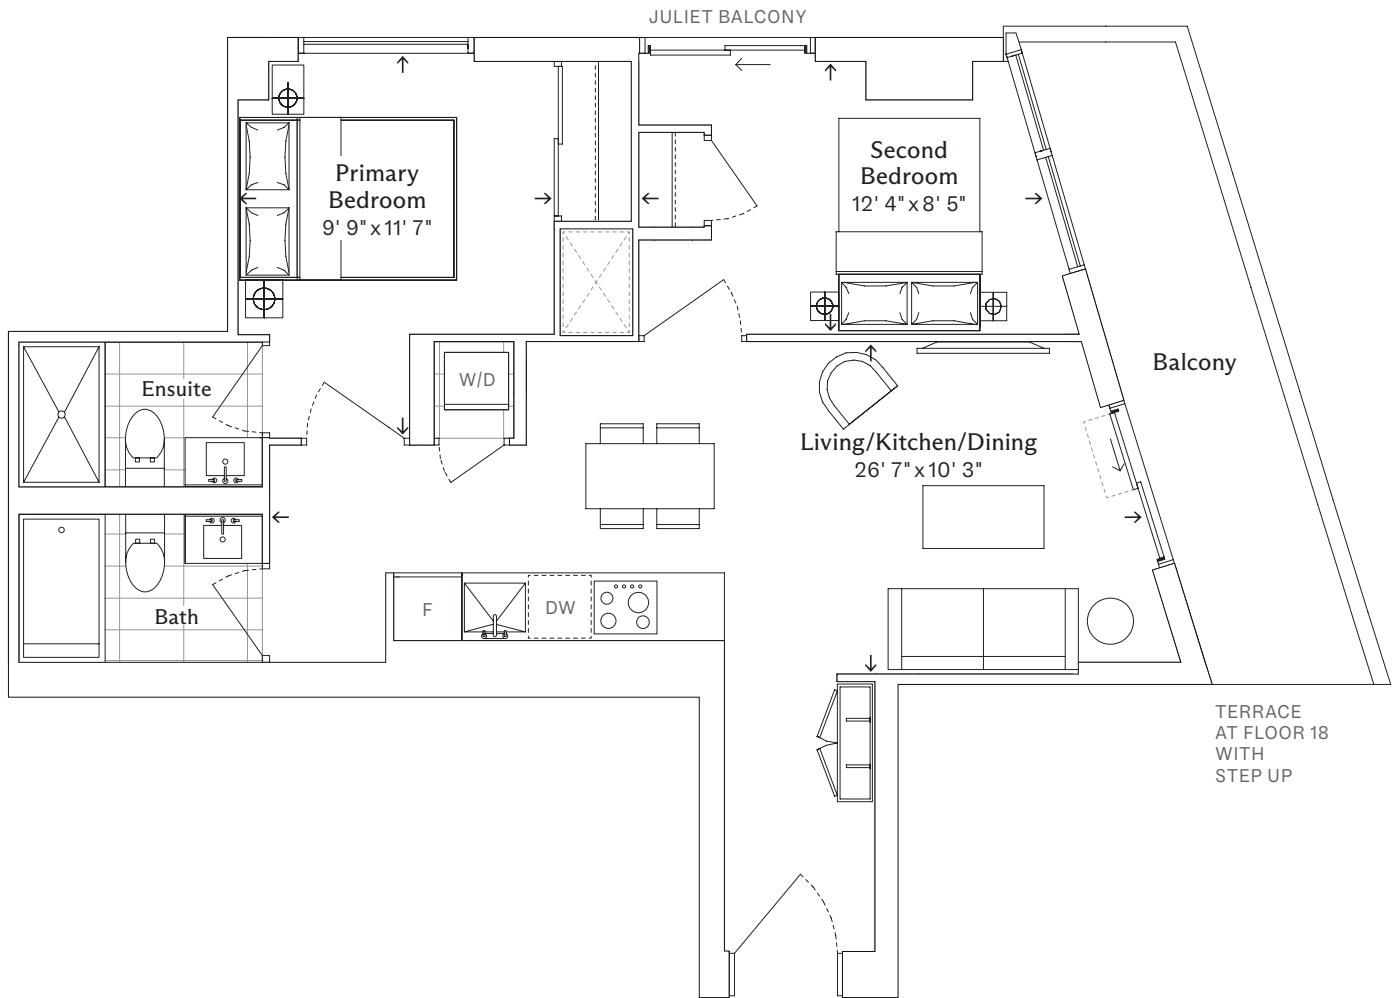 JULIET BALCONY
Primary
Bedroom
9' 9" x 11' 7"
Second
Bedroom
12' 4" x 8' 5"
Balcony
Ensuite
W/D
Living/Kitchen/Dining
26' 7" x 10' 3"
Bath
F
DW
TERRACE
AT FLOOR 18
WITH
STEP UP